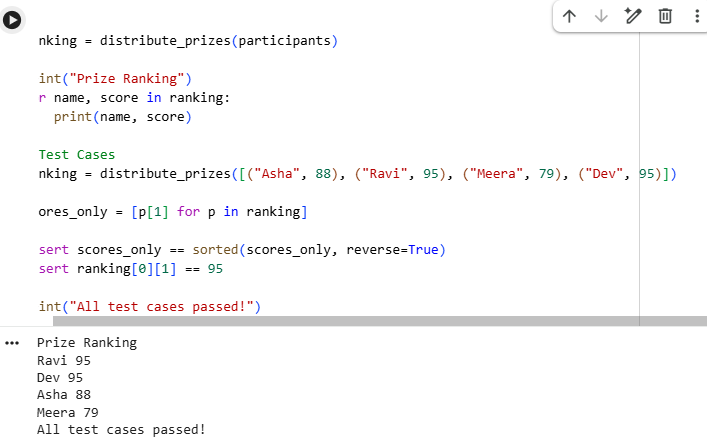 nking = distribute_prizes(participants)
int("Prize Ranking")
r name, score in ranking:
print(name, score)
Test Cases
nking = distribute_prizes([("Asha", 88), ("Ravi", 95), ("Meera", 79), ("Dev", 95)])
ores_only = [p[1] for p in ranking]
sert scores_only == sorted(scores_only, reverse=True)
sert ranking[0][1] == 95
int("All test cases passed!")
Prize Ranking
Ravi 95
Dev 95
Asha 88
Meera 79
All test cases passed!